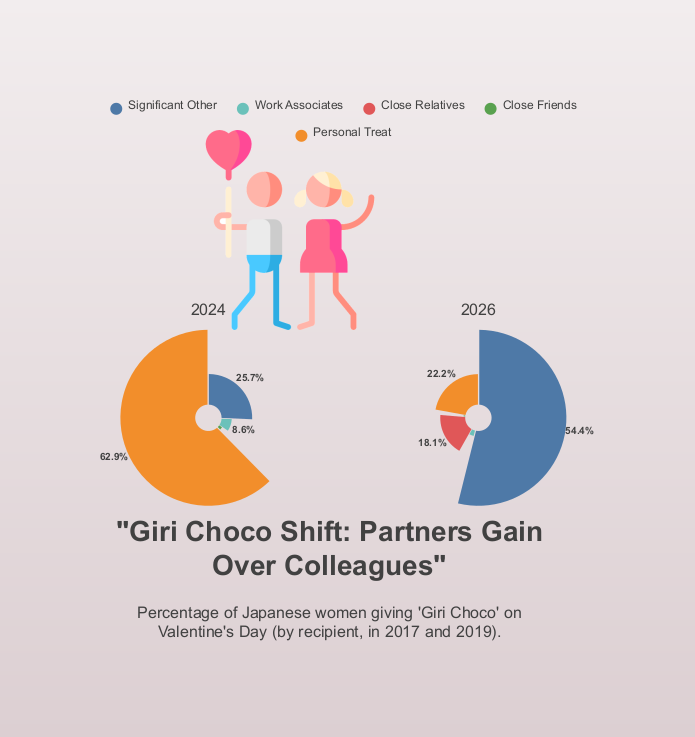 Significant Other
Work Associates
Close Relatives
Close Friends
Personal Treat
2024
2026
25.7%
8.6%
62.9%
22.2%
18.1%
54.4%
"Giri Choco Shift: Partners Gain
Over Colleagues"
Percentage of Japanese women giving 'Giri Choco' on
Valentine's Day (by recipient, in 2017 and 2019).